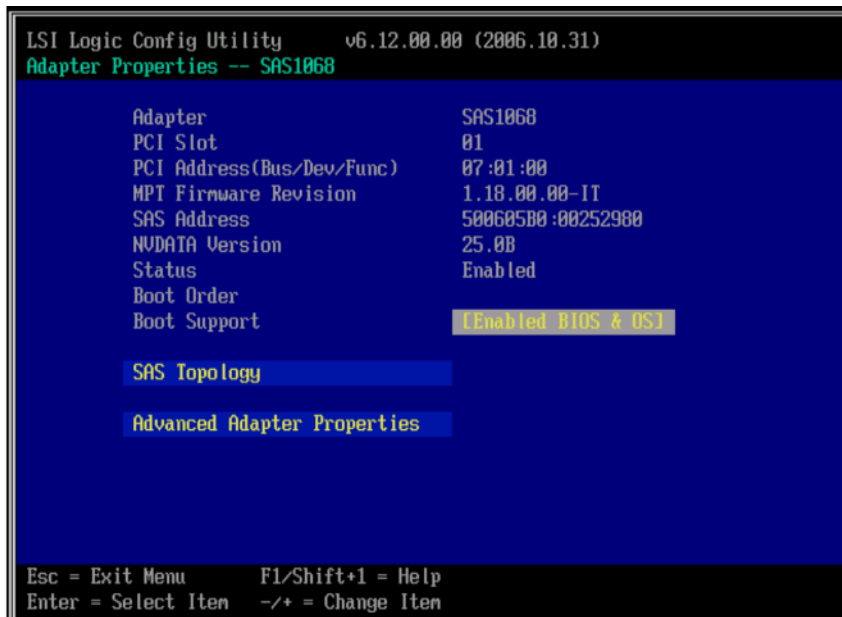 LSI Logic Config Utility v6.12.00.00 (2006.10.31)
Adapter Properties -- SAS1068
Adapter SAS1068
PCI Slot 01
PCI Address(Bus/Dev/Func) 07:01:00
MPT Firmware Revision 1.18.00.00-IT
SAS Address 500605B0:00252980
NVDATA Version 25.0B
Status Enabled
Boot Order
Boot Support [Enabled BIOS & OS]
SAS Topology
Advanced Adapter Properties
Esc = Exit Menu F1/Shift+1 = Help
Enter = Select Item -/+ = Change Item